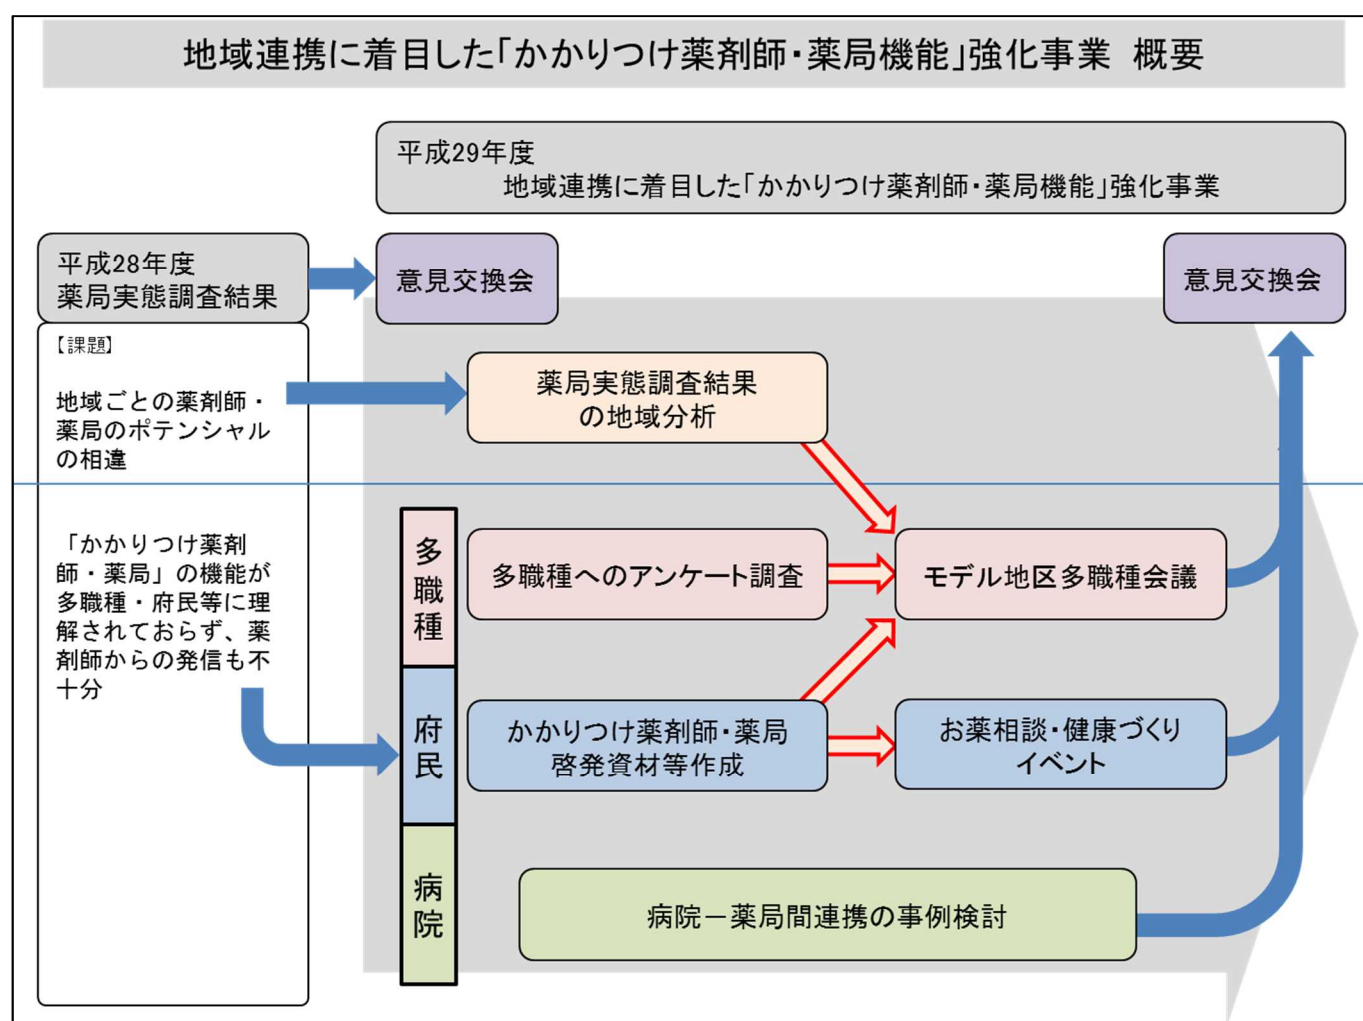 地域連携に着目した「かかりつけ薬剤師・薬局機能」強化事業 概要
平成29年度
地域連携に着目した「かかりつけ薬剤師・薬局機能」強化事業
平成28年度
薬局実態調査結果
意見交換会
意見交換会
【課題】
地域ごとの薬剤師・
薬局のポテンシャル
の相違
「かかりつけ薬剤
師・薬局」の機能が
多職種・府民等に理
解されておらず、薬
剤師からの発信も不
十分
薬局実態調査結果
の地域分析
多職種
多職種へのアンケート調査
モデル地区多職種会議
府民
かかりつけ薬剤師・薬局
啓発資材等作成
お薬相談・健康づくり
イベント
病院
病院－薬局間連携の事例検討